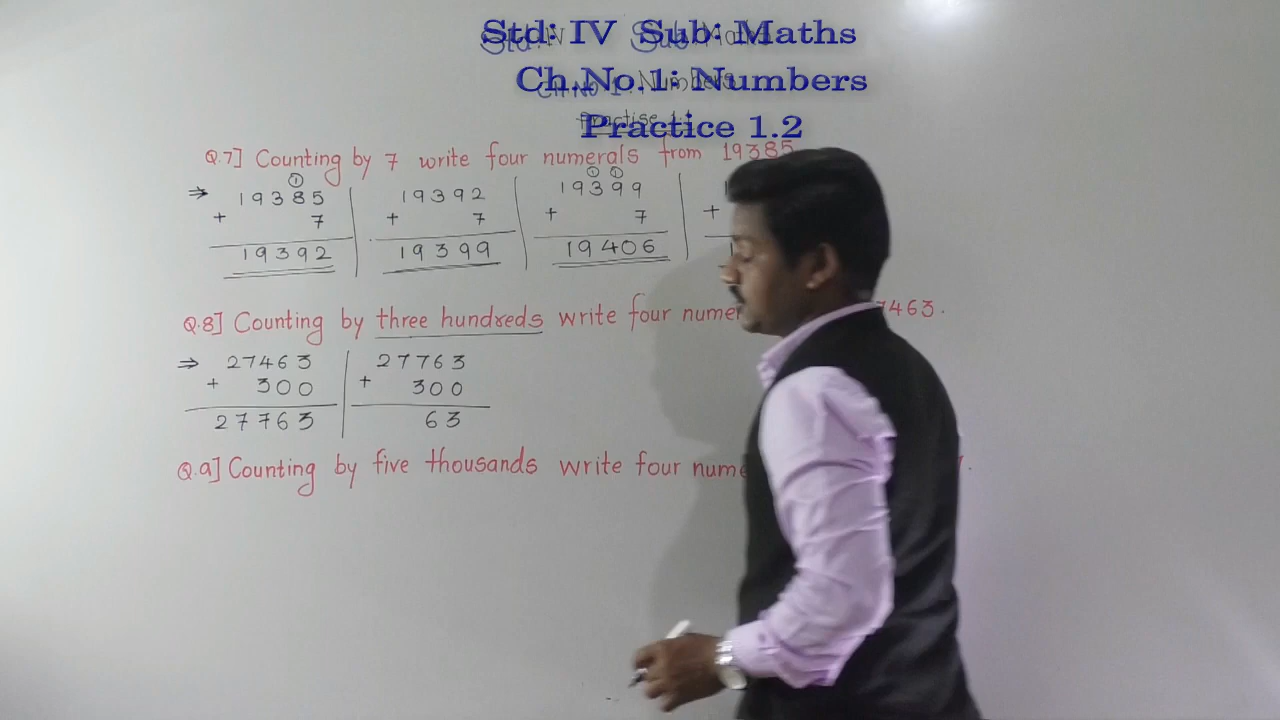 Std: IV Sub: Maths
Ch.No.1: Numbers
Practice 1.2
Q.7] Counting by 7 write four numerals from 19385
⇒ 19385 | 19392 | 19399 |
+ 7 | + 7 | + 7 | +
19392 | 19399 | 19406 |
Q.8] Counting by three hundreds write four 7463.
⇒ 27463 | 27763
+ 300 | + 300
27763 | 63
Q.9] Counting by five thousands write four